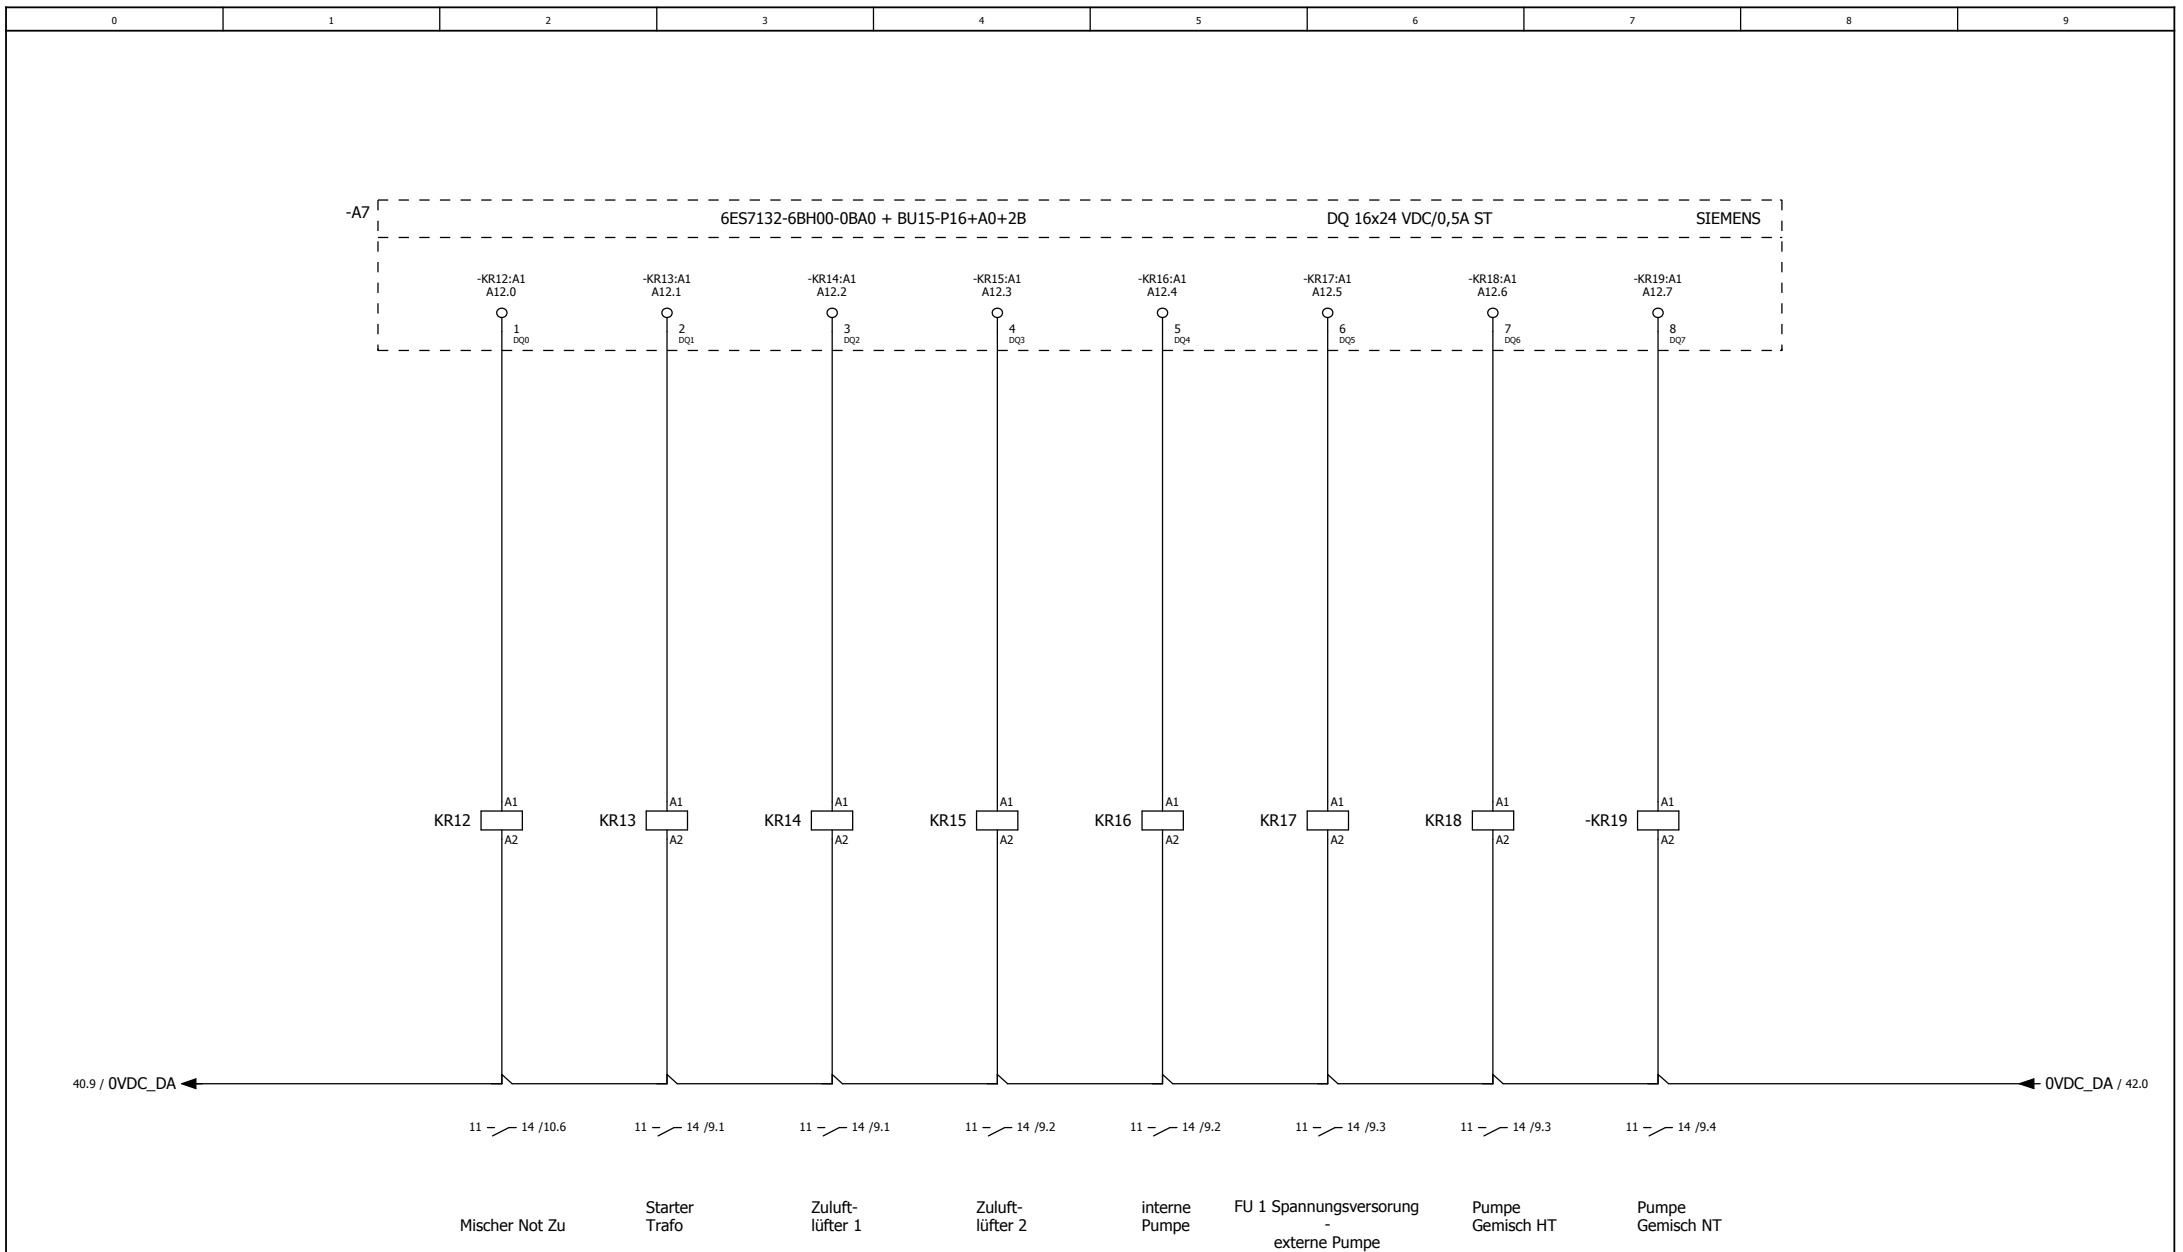 0 1 2 3 4 5 6 7 8 9
-A7 6ES7132-6BH00-0BA0 + BU15-P16+A0+2B DQ 16x24 VDC/0,5A ST SIEMENS
-KR12:A1 -KR13:A1 -KR14:A1 -KR15:A1 -KR16:A1 -KR17:A1 -KR18:A1 -KR19:A1
A12.0 A12.1 A12.2 A12.3 A12.4 A12.5 A12.6 A12.7
1 2 3 4 5 6 7 8
DQ0 DQ1 DQ2 DQ3 DQ4 DQ5 DQ6 DQ7
A1 A1 A1 A1 A1 A1 A1 A1
KR12 KR13 KR14 KR15 KR16 KR17 KR18 -KR19
A2 A2 A2 A2 A2 A2 A2 A2
40.9 / 0VDC_DA 0VDC_DA / 42.0
11 14 /10.6 11 14 /9.1 11 14 /9.1 11 14 /9.2 11 14 /9.2 11 14 /9.3 11 14 /9.3 11 14 /9.4
Mischer Not Zu
Starter
Trafo
Zuluft-
lüfter 1
Zuluft-
lüfter 2
interne
Pumpe
FU 1 Spannungsversorung
-
externe Pumpe
Pumpe
Gemisch HT
Pumpe
Gemisch NT